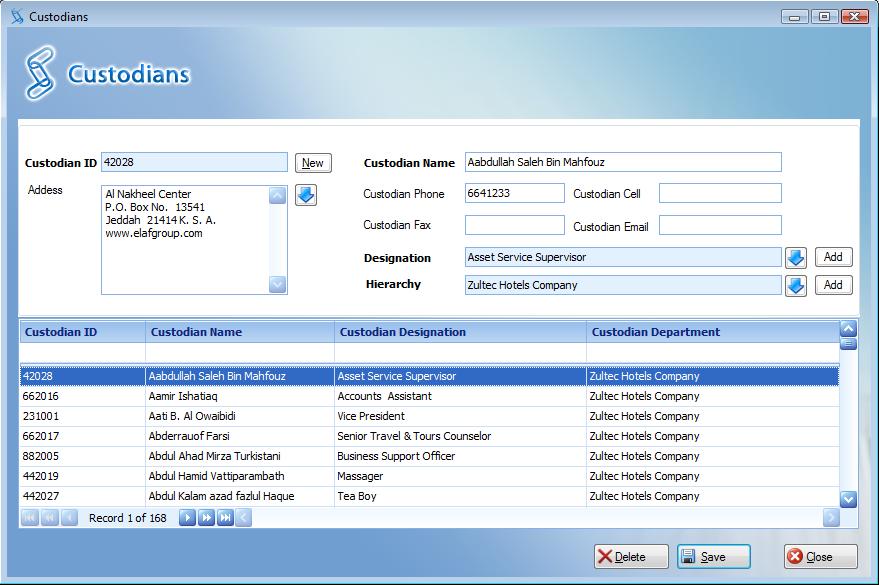 Custodians
Custodians
Custodian ID 42028 New Custodian Name Aabdullah Saleh Bin Mahfouz
Addess Al Nakheel Center Custodian Phone 6641233 Custodian Cell
P.O. Box No. 13541
Jeddah 21414 K. S. A.
www.elafgroup.com Custodian Fax Custodian Email
Designation Asset Service Supervisor Add
Hierarchy Zultec Hotels Company Add
Custodian ID Custodian Name Custodian Designation Custodian Department
42028 Aabdullah Saleh Bin Mahfouz Asset Service Supervisor Zultec Hotels Company
662016 Aamir Ishatiaq Accounts Assistant Zultec Hotels Company
231001 Aati B. Al Owaibidi Vice President Zultec Hotels Company
662017 Abderrauof Farsi Senior Travel & Tours Counselor Zultec Hotels Company
882005 Abdul Ahad Mirza Turkistani Business Support Officer Zultec Hotels Company
442019 Abdul Hamid Vattiparambath Massager Zultec Hotels Company
442027 Abdul Kalam azad fazlul Haque Tea Boy Zultec Hotels Company
Record 1 of 168
Delete Save Close